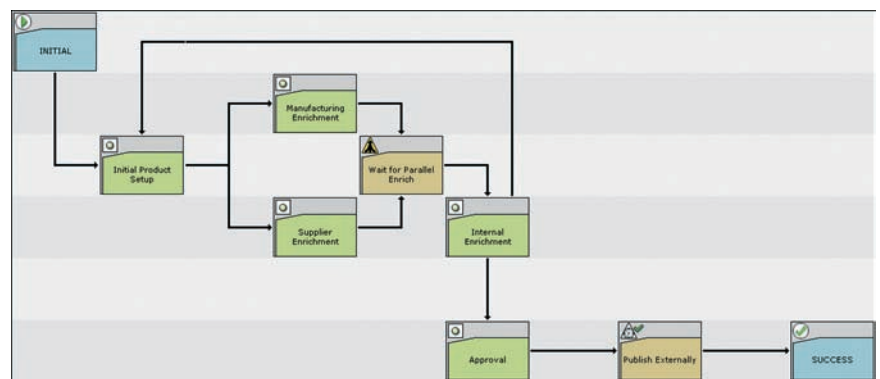 INITIAL
Manufacturing
Enrichment
Initial Product
Setup
Wait for Parallel
Enrich
Supplier
Enrichment
Internal
Enrichment
Approval
Publish Externally
SUCCESS